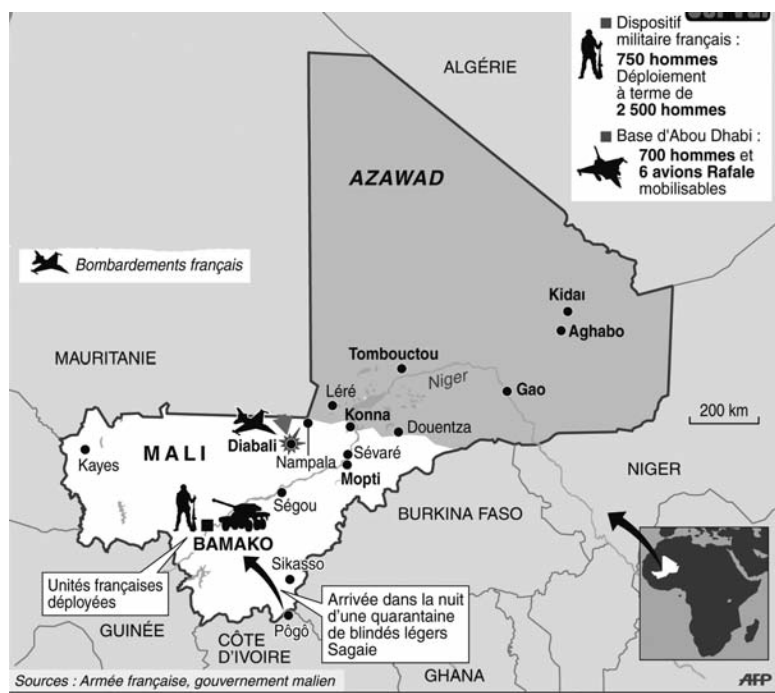 Dispositif
militaire français :
750 hommes
Déploiement
à terme de
2 500 hommes
Base d'Abou Dhabi :
700 hommes et
6 avions Rafale
mobilisables
ALGÉRIE
AZAWAD
Bombardements français
MAURITANIE
Aghabo
Tombouctou
Niger
Gao
Léré
Konna
Douentza
200 km
Diabali
MALI
Kayes
Nampala
Sévaré
Mopti
NIGER
Ségou
BURKINA FASO
BAMAKO
Sikasso
Unités françaises
déployées
Arrivée dans la nuit
d'une quarantaine
de blindés légers
Sagaie
GUINÉE
CÔTE
D'IVOIRE
Pôgô
GHANA
Sources : Armée française, gouvernement malien
AFP